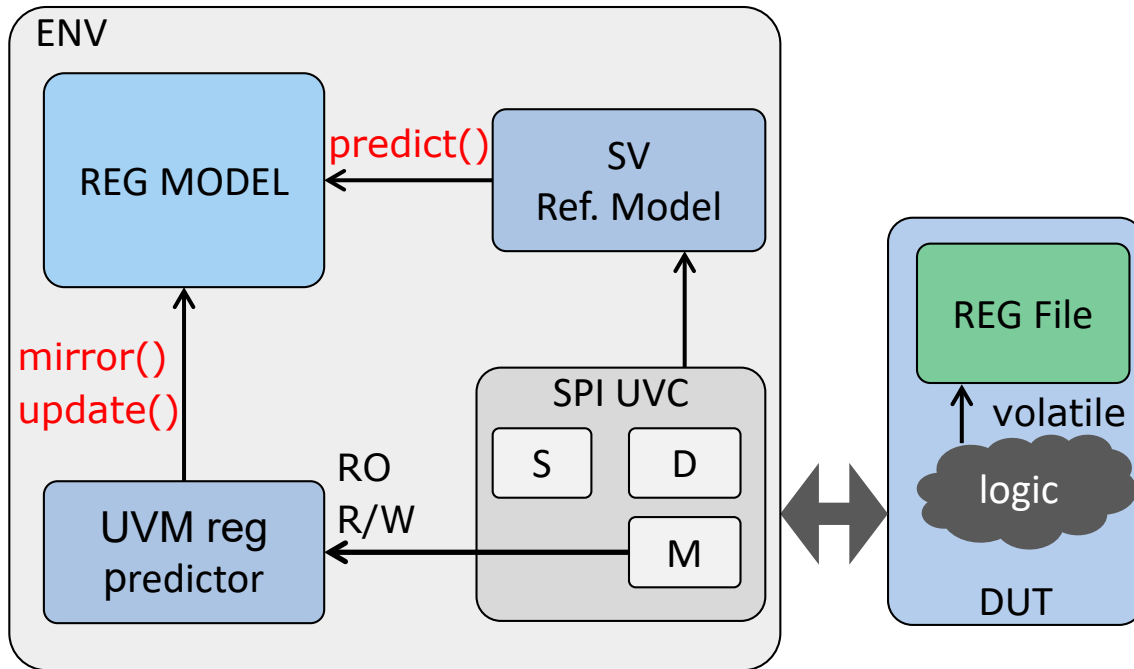 ENV
REG MODEL
predict()
SV
Ref. Model
mirror()
update()
RO
R/W
UVM reg
predictor
SPI UVC
S
D
M
REG File
volatile
logic
DUT